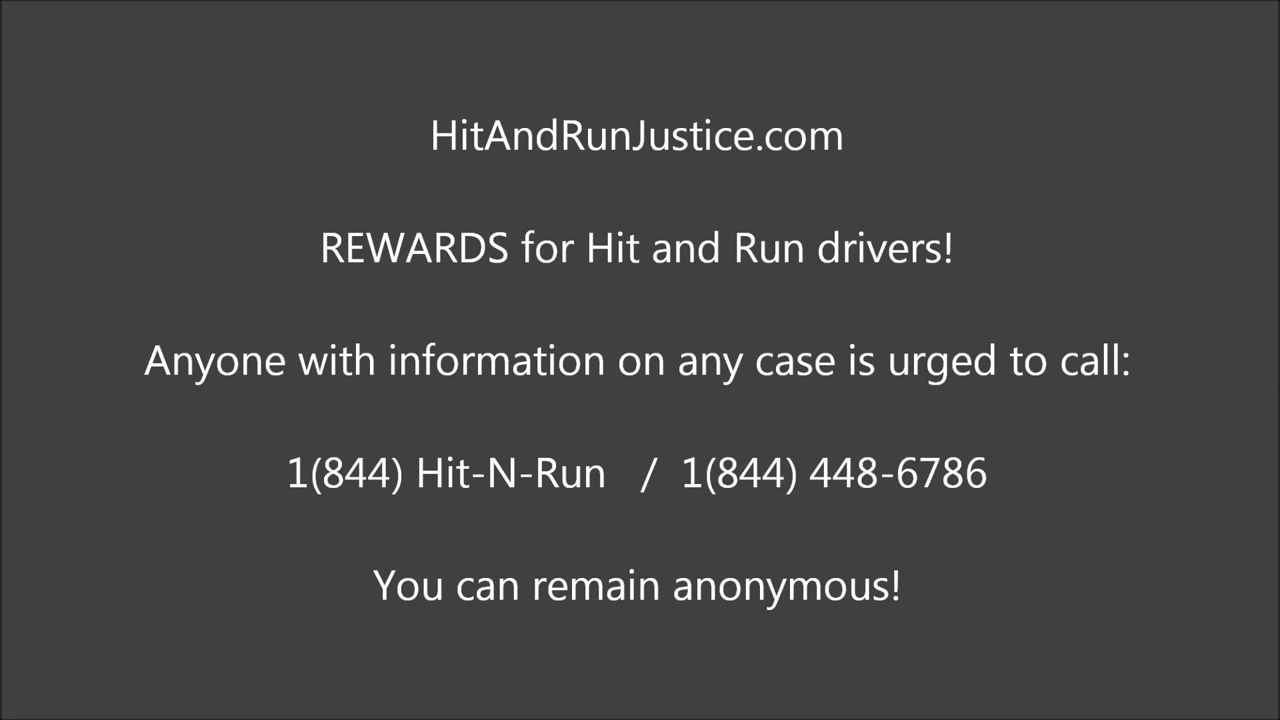 HitAndRunJustice.com
REWARDS for Hit and Run drivers!
Anyone with information on any case is urged to call:
1(844) Hit-N-Run / 1(844) 448-6786
You can remain anonymous!